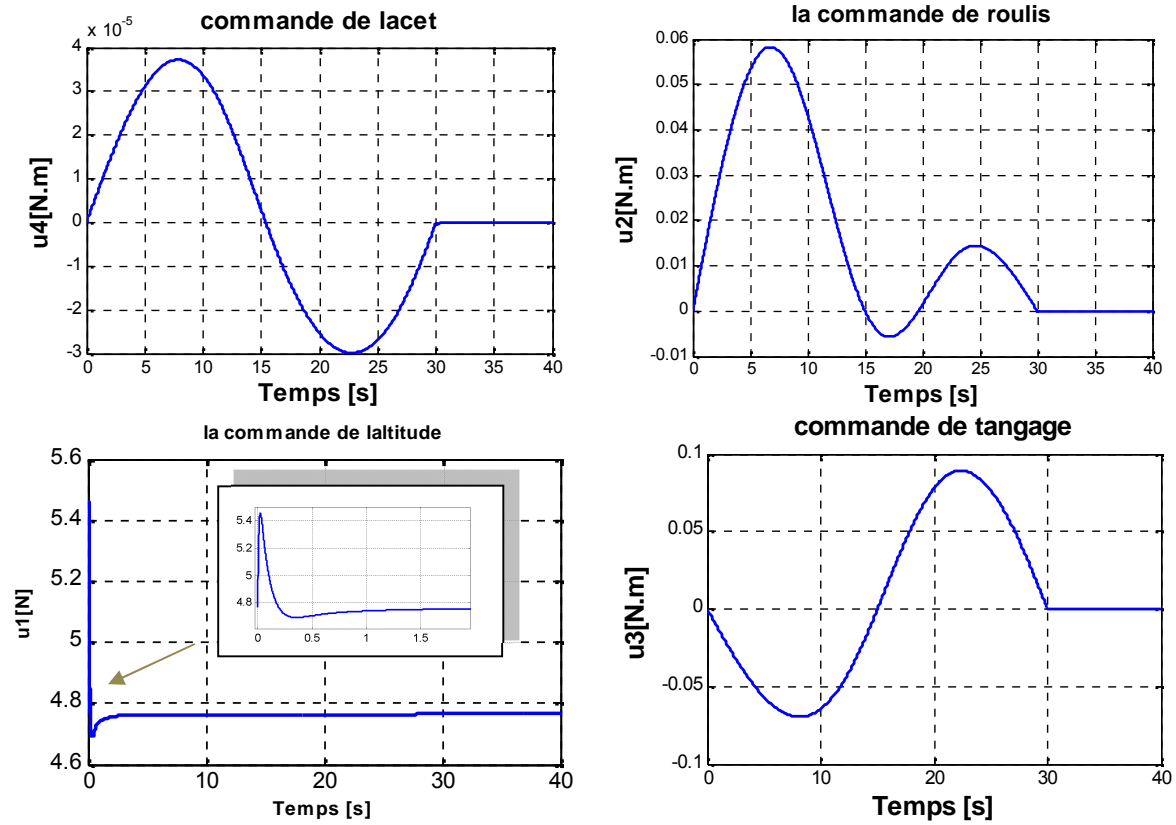 commande de lacet
x 10^-5
4
3
2
1
0
-1
-2
-3
u4[N.m]
0 5 10 15 20 25 30 35 40
Temps [s]
la commande de roulis
0.06
0.05
0.04
0.03
0.02
0.01
0
-0.01
u2[N.m]
0 5 10 15 20 25 30 35 40
Temps [s]
la commande de laltitude
5.6
5.4
5.2
5
4.8
4.6
u1[N]
5.4
5.2
5
4.8
0 0.5 1 1.5
0 10 20 30 40
Temps [s]
commande de tangage
0.1
0.05
0
-0.05
-0.1
u3[N.m]
0 10 20 30 40
Temps [s]